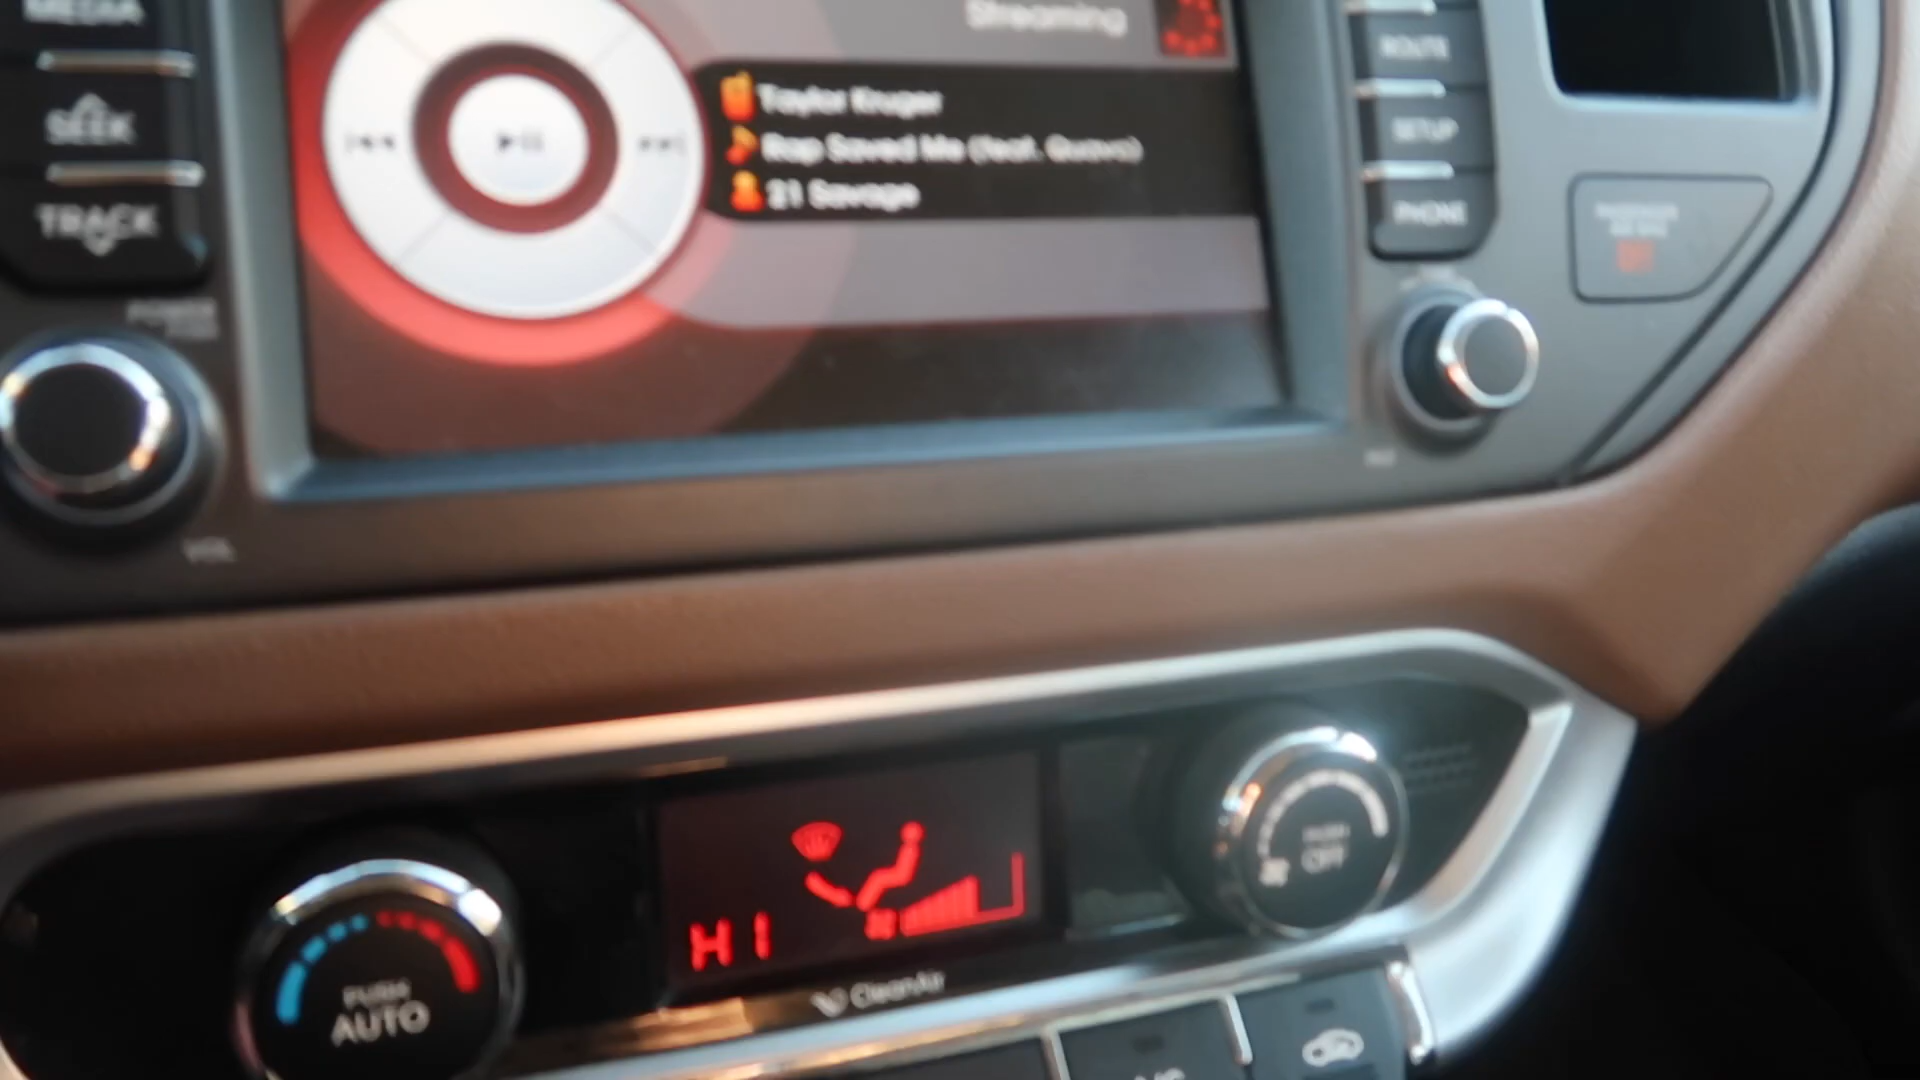 MEDIA
Streaming
ROUTE
Taylor Kruger
SEEK
SETUP
Rap Saved Me (feat. Quavo)
21 Savage
TRACK
PHONE
POWER
VOL
PUSH
OFF
HI
CleanAir
PUSH
AUTO